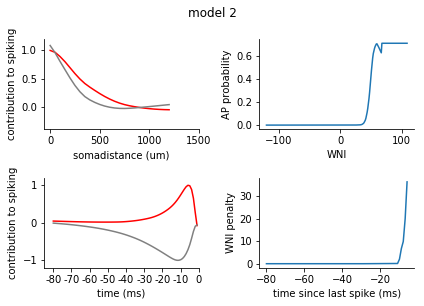 model 2
contribution to spiking
1.0
0.5
0.0
0
500
1000
1500
somadistance (um)
AP probability
0.6
0.4
0.2
0.0
-100
0
100
WNI
contribution to spiking
1
0
-1
-80 -70 -60 -50 -40 -30 -20 -10 0
time (ms)
WNI penalty
30
20
10
0
-80
-60
-40
-20
time since last spike (ms)